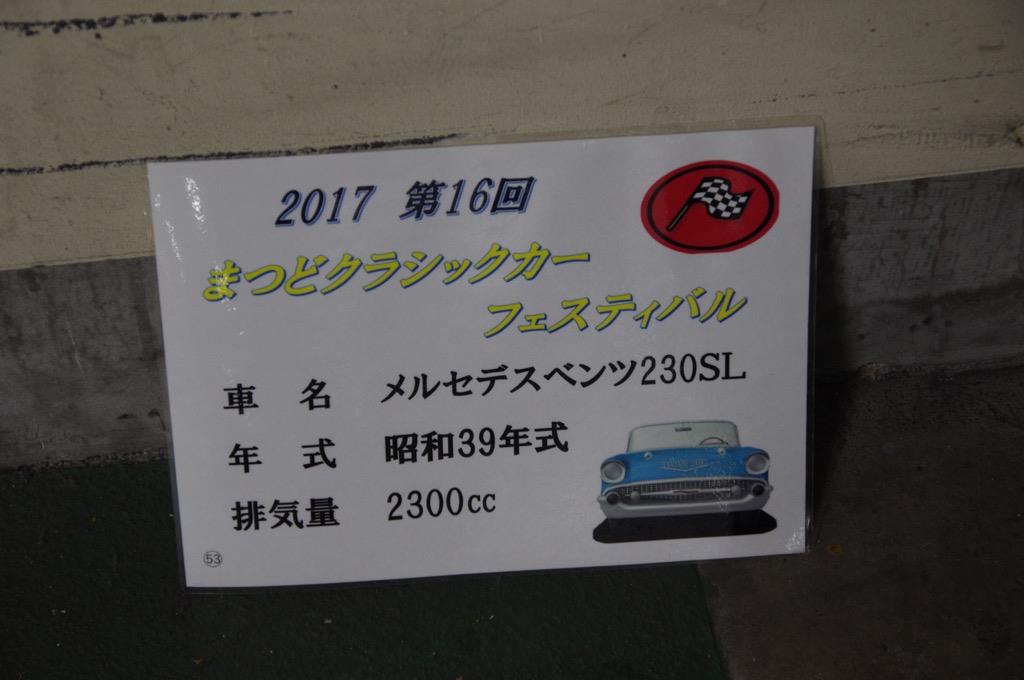 2017 第16回
まつどクラシックカー
フェスティバル
車名 メルセデスベンツ230SL
年式 昭和39年式
排気量 2300cc
㊼